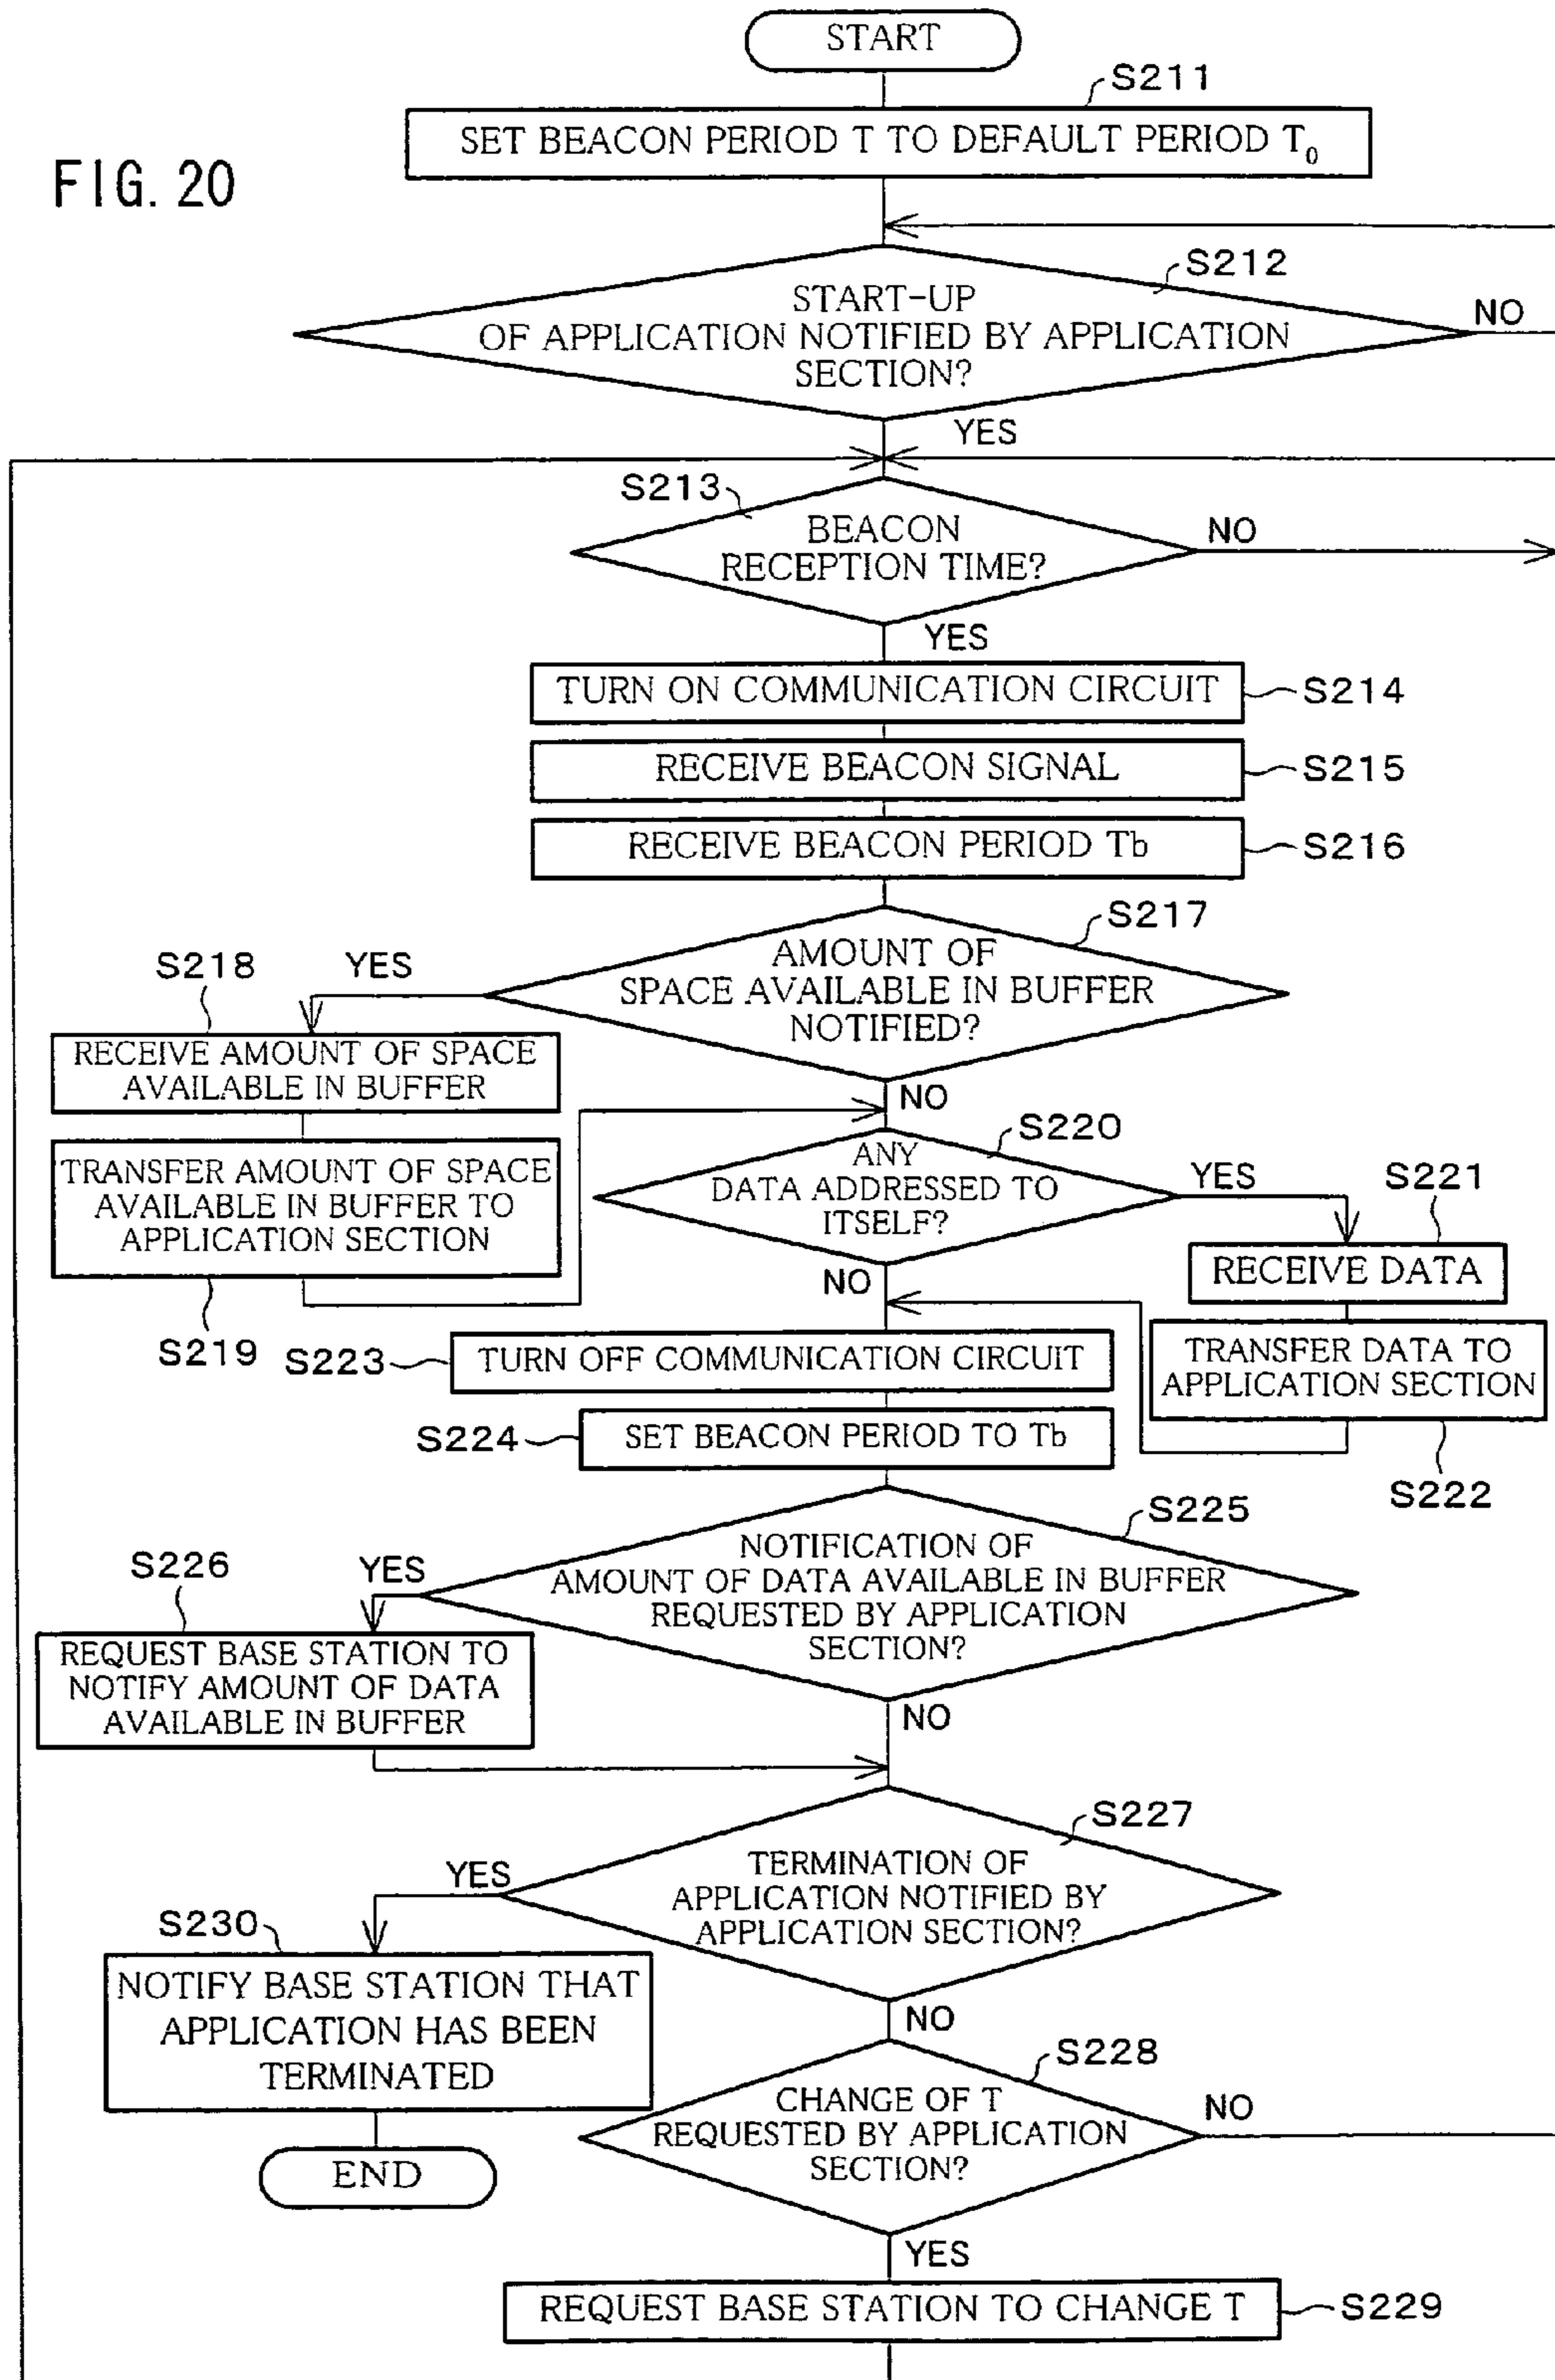 START
S211
SET BEACON PERIOD T TO DEFAULT PERIOD T0
FIG. 20
S212
START-UP
OF APPLICATION NOTIFIED BY APPLICATION
SECTION?
NO
YES
S213
BEACON
RECEPTION TIME?
NO
YES
TURN ON COMMUNICATION CIRCUIT
S214
RECEIVE BEACON SIGNAL
S215
RECEIVE BEACON PERIOD Tb
S216
S217
AMOUNT OF
SPACE AVAILABLE IN BUFFER
NOTIFIED?
YES
S218
RECEIVE AMOUNT OF SPACE
AVAILABLE IN BUFFER
NO
TRANSFER AMOUNT OF SPACE
AVAILABLE IN BUFFER TO
APPLICATION SECTION
S219
S220
ANY
DATA ADDRESSED TO
ITSELF?
YES
S221
RECEIVE DATA
NO
TRANSFER DATA TO
APPLICATION SECTION
S222
S223
TURN OFF COMMUNICATION CIRCUIT
S224
SET BEACON PERIOD TO Tb
S225
NOTIFICATION OF
AMOUNT OF DATA AVAILABLE IN BUFFER
REQUESTED BY APPLICATION
SECTION?
YES
S226
REQUEST BASE STATION TO
NOTIFY AMOUNT OF DATA
AVAILABLE IN BUFFER
NO
S227
TERMINATION OF
APPLICATION NOTIFIED BY
APPLICATION SECTION?
YES
S230
NOTIFY BASE STATION THAT
APPLICATION HAS BEEN
TERMINATED
END
NO
S228
CHANGE OF T
REQUESTED BY APPLICATION
SECTION?
NO
YES
REQUEST BASE STATION TO CHANGE T
S229